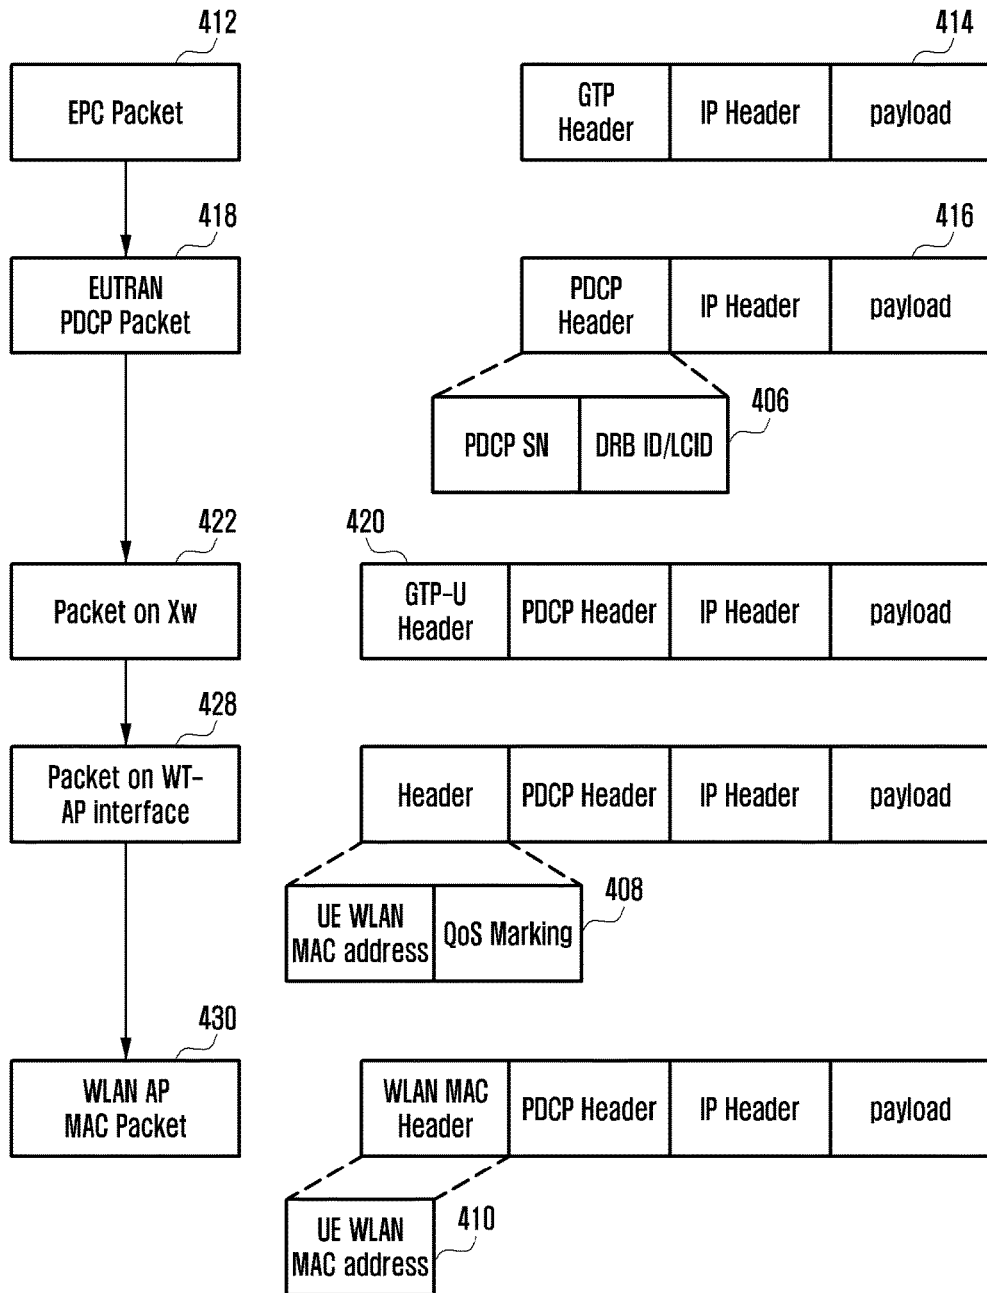 412
414
EPC Packet
GTP
Header
IP Header
payload
418
416
EUTRAN
PDCP Packet
PDCP
Header
IP Header
payload
406
PDCP SN
DRB ID/LCID
422
420
Packet on Xw
GTP-U
Header
PDCP Header
IP Header
payload
428
Packet on WT-
AP interface
Header
PDCP Header
IP Header
payload
408
UE WLAN
MAC address
QoS Marking
430
WLAN AP
MAC Packet
WLAN MAC
Header
PDCP Header
IP Header
payload
410
UE WLAN
MAC address